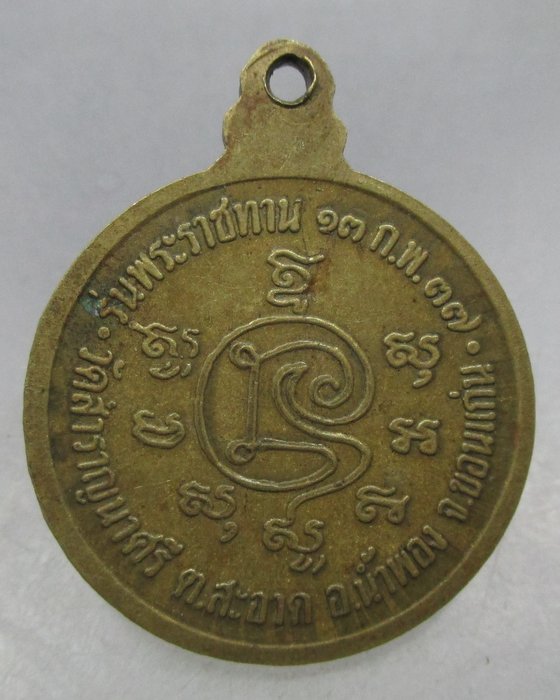 รุ่นพระราชทาน ๑๓ ก.พ. ๓๗
วัดสำราญนาศรี ต.สะอาด อ.น้ำพอง จ.ขอนแก่น